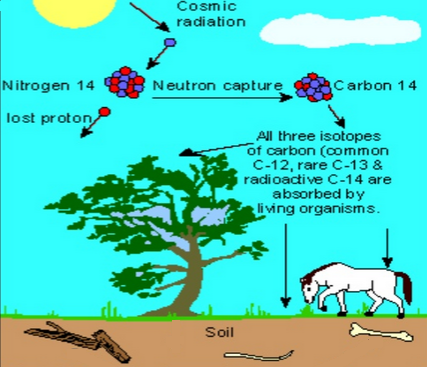 Cosmic
radiation
Nitrogen 14
Neutron capture
Carbon 14
lost proton
All three isotopes
of carbon (common
C-12, rare C-13 &
radioactive C-14 are
absorbed by
living organisms.
Soil